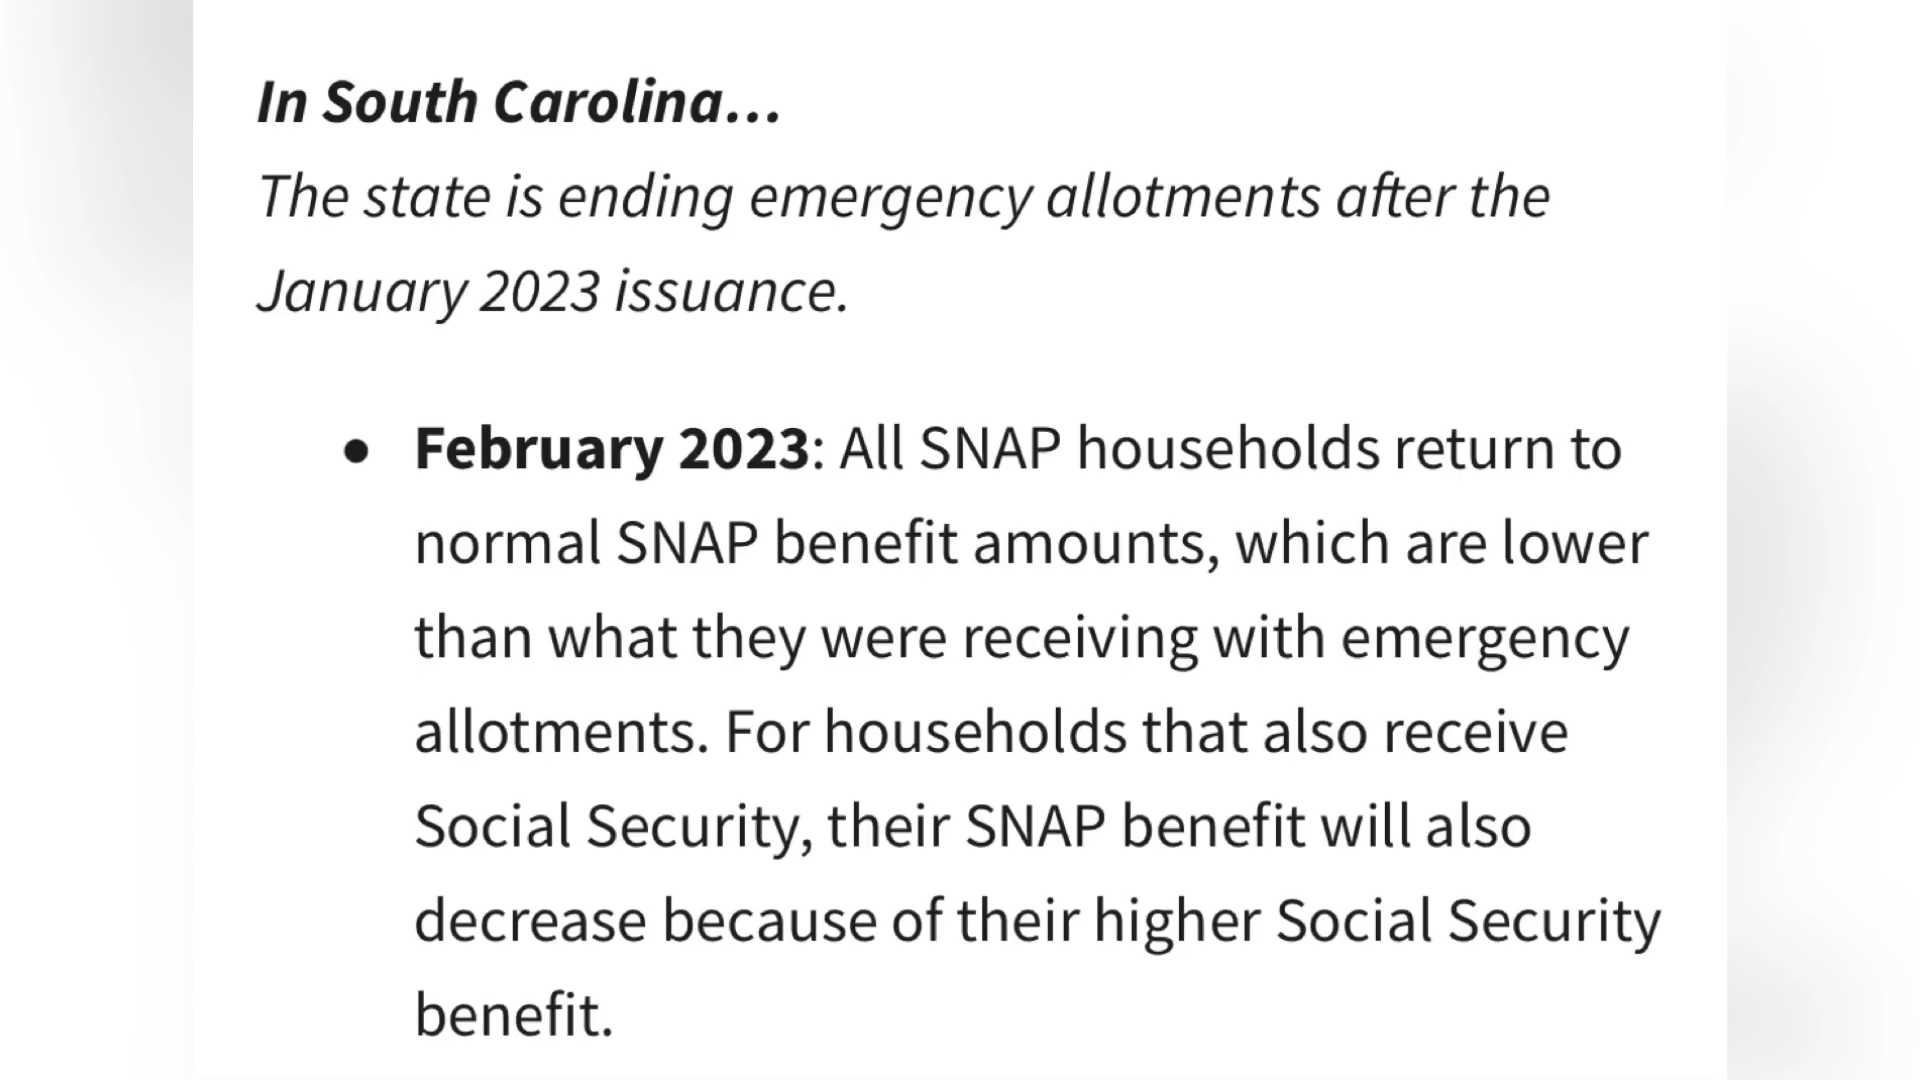 In South Carolina…
The state is ending emergency allotments after the
January 2023 issuance.
● February 2023: All SNAP households return to
normal SNAP benefit amounts, which are lower
than what they were receiving with emergency
allotments. For households that also receive
Social Security, their SNAP benefit will also
decrease because of their higher Social Security
benefit.